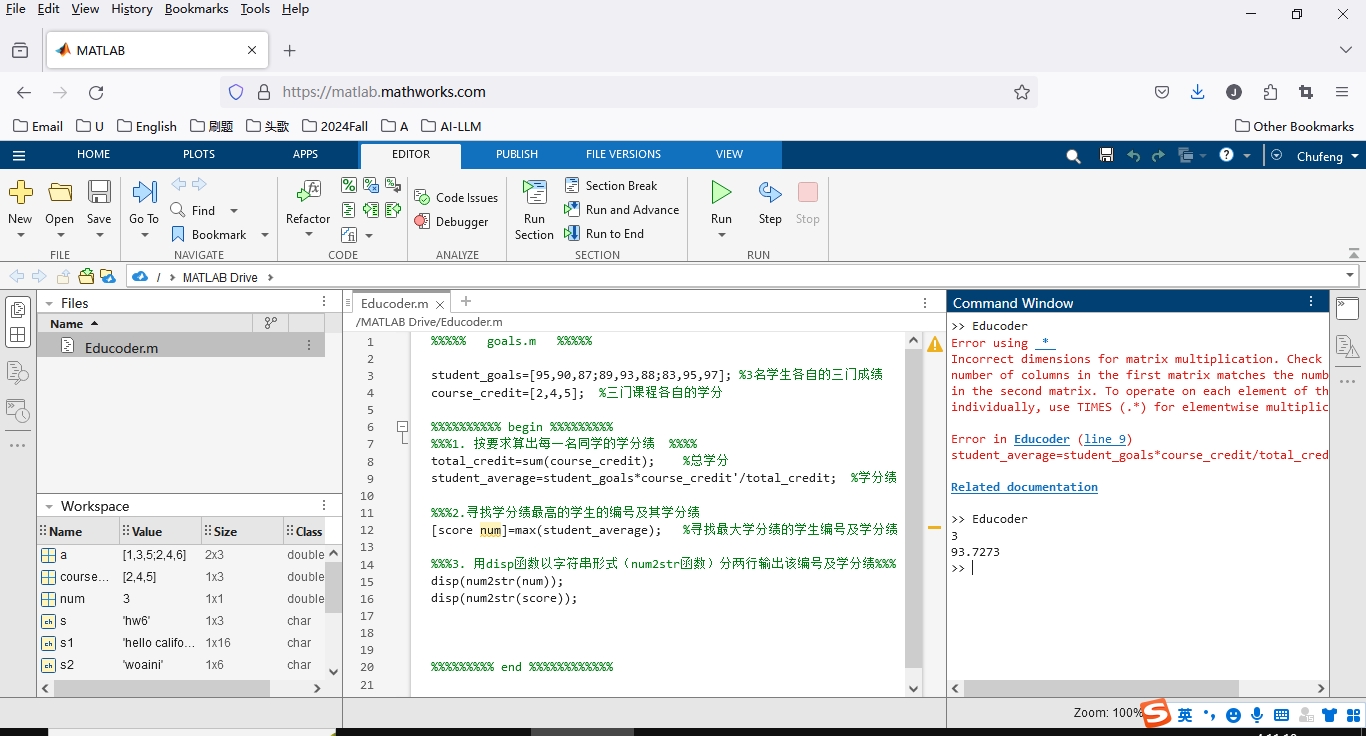 File Edit View History Bookmarks Tools Help
MATLAB
https://matlab.mathworks.com
J
Email U English 刷题 头歌 2024Fall A AI-LLM Other Bookmarks
HOME PLOTS APPS EDITOR PUBLISH FILE VERSIONS VIEW Chufeng
New Open Save Go To Find Bookmark Refactor Code Issues Debugger Run Section Section Break Run and Advance Run to End Run Step Stop
FILE NAVIGATE CODE ANALYZE SECTION RUN
/ MATLAB Drive
Files
Name
Educoder.m
Workspace
Name Value Size Class
a [1,3,5;2,4,6] 2x3 double
course... [2,4,5] 1x3 double
num 3 1x1 double
s 'hw6' 1x3 char
s1 'hello califo... 1x16 char
s2 'woaini' 1x6 char
Educoder.m
/MATLAB Drive/Educoder.m
1 %%%%% goals.m %%%%%
2
3 student_goals=[95,90,87;89,93,88;83,95,97]; %3名学生各自的三门成绩
4 course_credit=[2,4,5]; %三门课程各自的学分
5
6 %%%%%%%%%% begin %%%%%%%%%
7 %%%1. 按要求算出每一名同学的学分绩 %%%%
8 total_credit=sum(course_credit); %总学分
9 student_average=student_goals*course_credit'/total_credit; %学分绩
10
11 %%%2.寻找学分绩最高的学生的编号及其学分绩
12 [score num]=max(student_average); %寻找最大学分绩的学生编号及学分绩
13
14 %%%3. 用disp函数以字符串形式（num2str函数）分两行输出该编号及学分绩%%%
15 disp(num2str(num));
16 disp(num2str(score));
17
18
19
20 %%%%%%%%% end %%%%%%%%%%%%
21
Command Window
>> Educoder
Error using *
Incorrect dimensions for matrix multiplication. Check
number of columns in the first matrix matches the numb
in the second matrix. To operate on each element of th
individually, use TIMES (.*) for elementwise multiplic
Error in Educoder (line 9)
student_average=student_goals*course_credit/total_cred
Related documentation
>> Educoder
3
93.7273
>>
Zoom: 100%
英